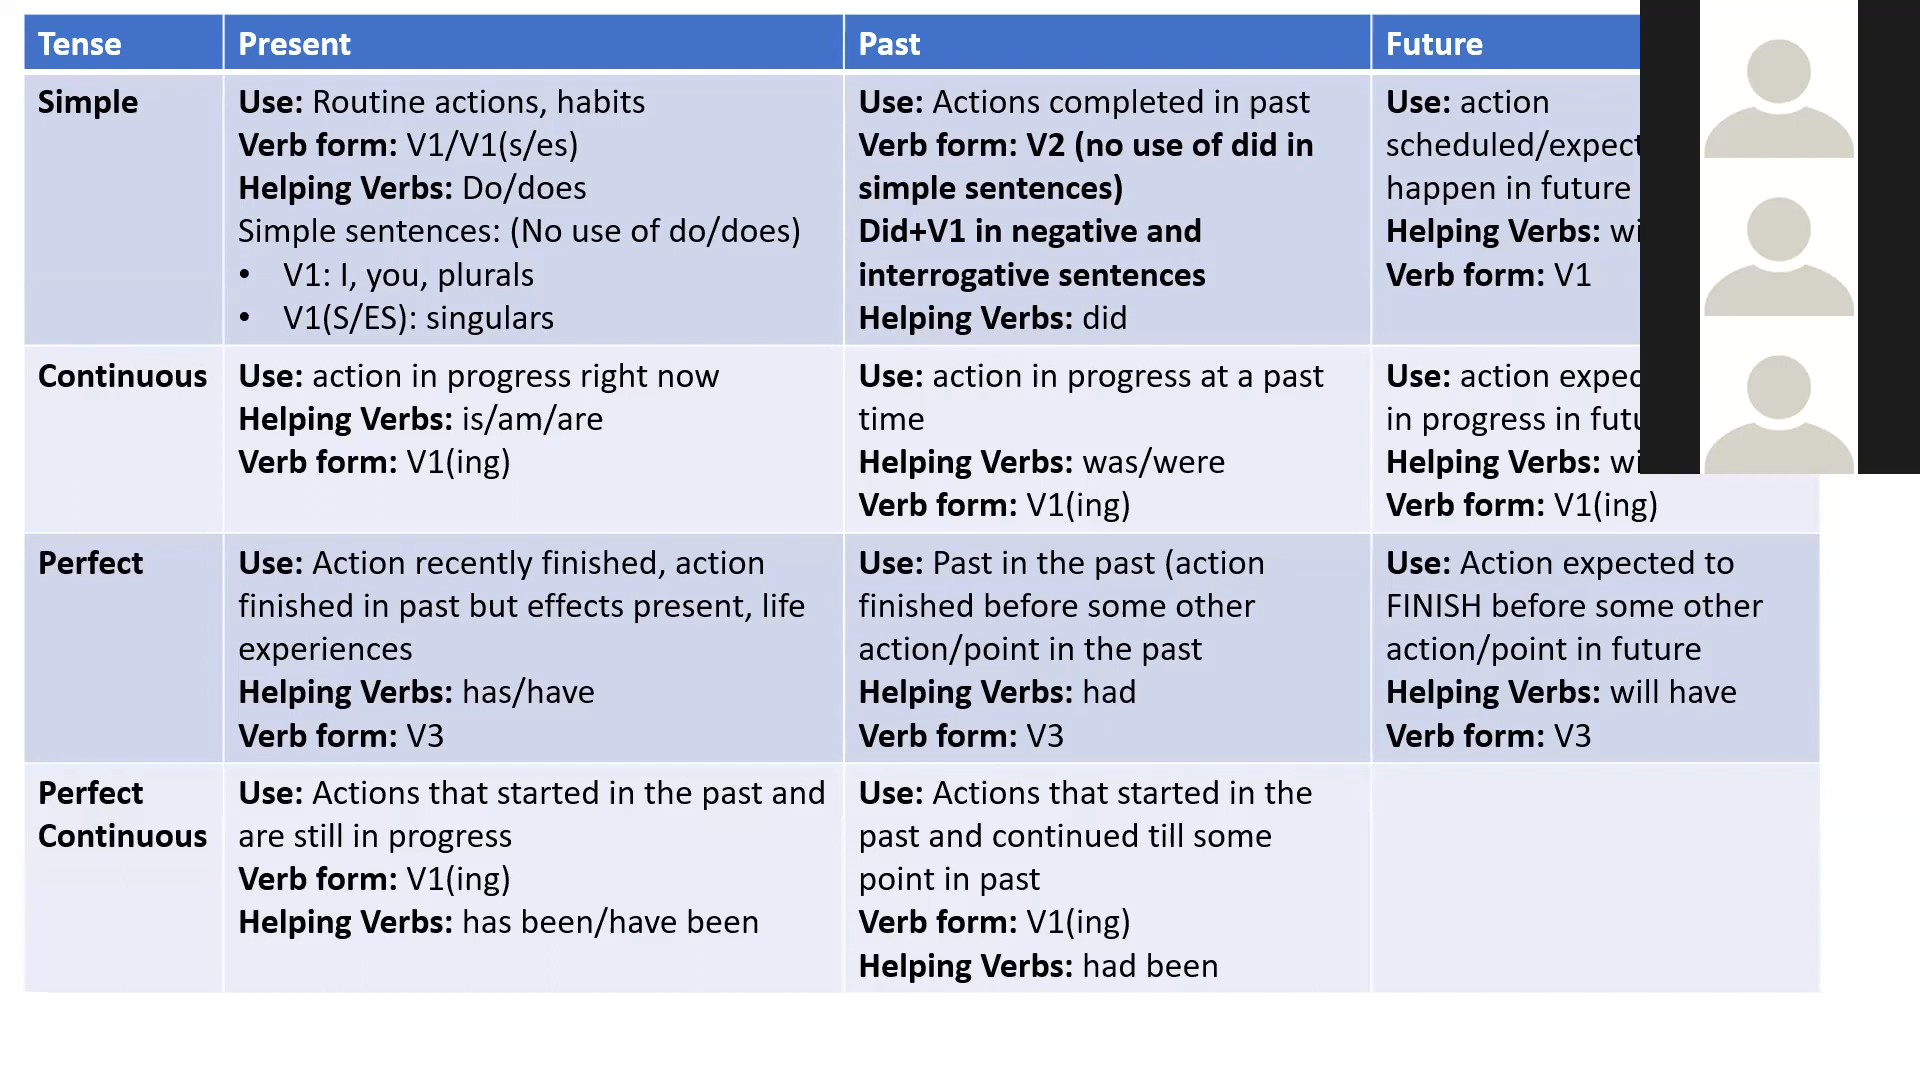 Tense
Present
Past
Future
Simple
Use: Routine actions, habits
Verb form: V1/V1(s/es)
Helping Verbs: Do/does
Simple sentences: (No use of do/does)
• V1: I, you, plurals
• V1(S/ES): singulars
Use: Actions completed in past
Verb form: V2 (no use of did in
simple sentences)
Did+V1 in negative and
interrogative sentences
Helping Verbs: did
Use: action
scheduled/
happen in future
Helping Verbs:
Verb form: V1
Continuous
Use: action in progress right now
Helping Verbs: is/am/are
Verb form: V1(ing)
Use: action in progress at a past
time
Helping Verbs: was/were
Verb form: V1(ing)
Use: action
in progress in
Helping Verbs:
Verb form: V1(ing)
Perfect
Use: Action recently finished, action
finished in past but effects present, life
experiences
Helping Verbs: has/have
Verb form: V3
Use: Past in the past (action
finished before some other
action/point in the past
Helping Verbs: had
Verb form: V3
Use: Action expected to
FINISH before some other
action/point in future
Helping Verbs: will have
Verb form: V3
Perfect
Continuous
Use: Actions that started in the past and
are still in progress
Verb form: V1(ing)
Helping Verbs: has been/have been
Use: Actions that started in the
past and continued till some
point in past
Verb form: V1(ing)
Helping Verbs: had been